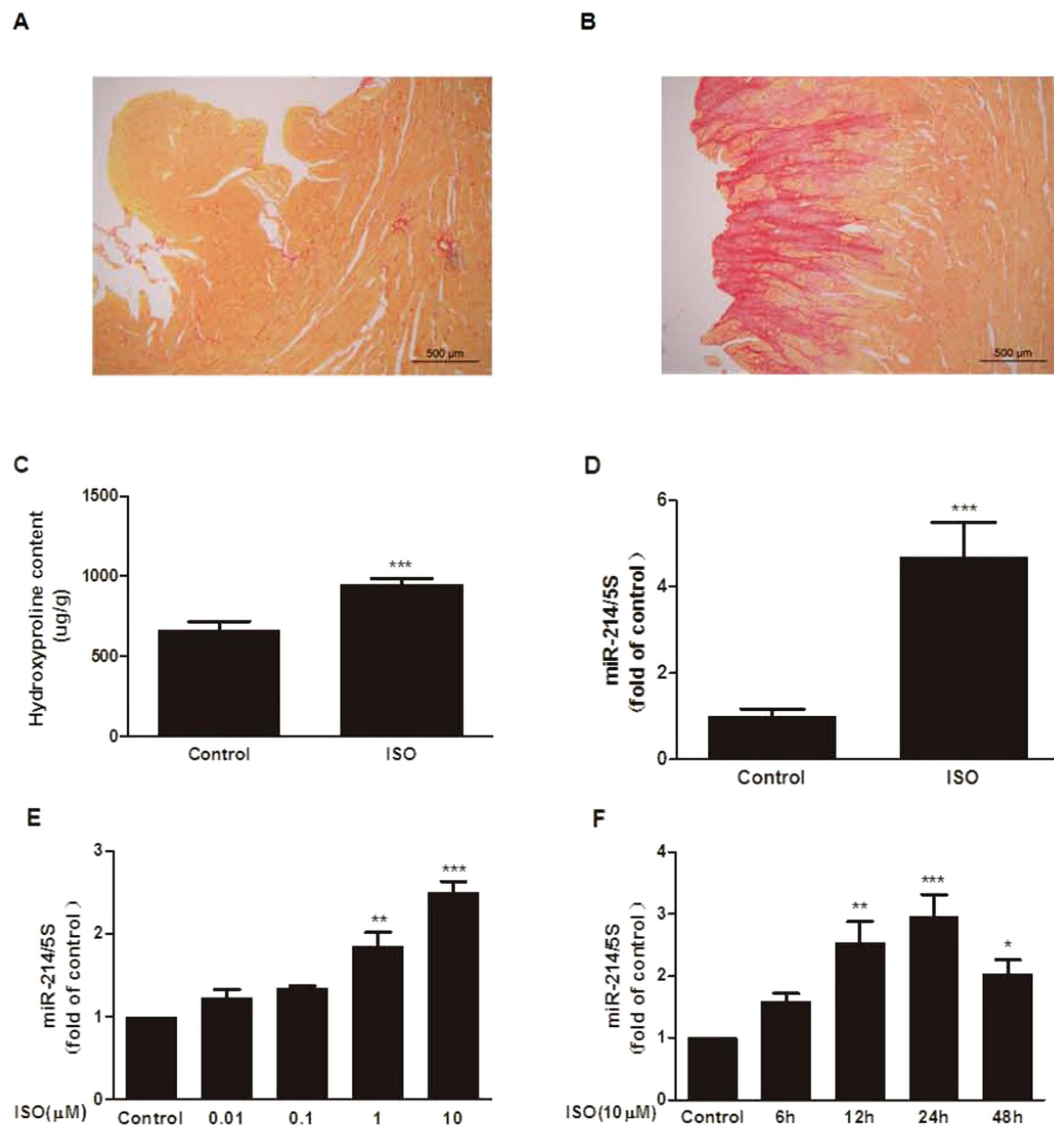 A
B
500 μm
500 μm
C
Hydroxyproline content
(ug/g)
1500
1000
500
0
***
Control
ISO
D
miR-214/5S
(fold of control)
6
4
2
0
***
Control
ISO
E
miR-214/5S
(fold of control)
3
2
1
0
**
***
ISO(μM)
Control
0.01
0.1
1
10
F
miR-214/5S
(fold of control)
4
3
2
1
0
**
***
*
ISO(10 μM)
Control
6h
12h
24h
48h